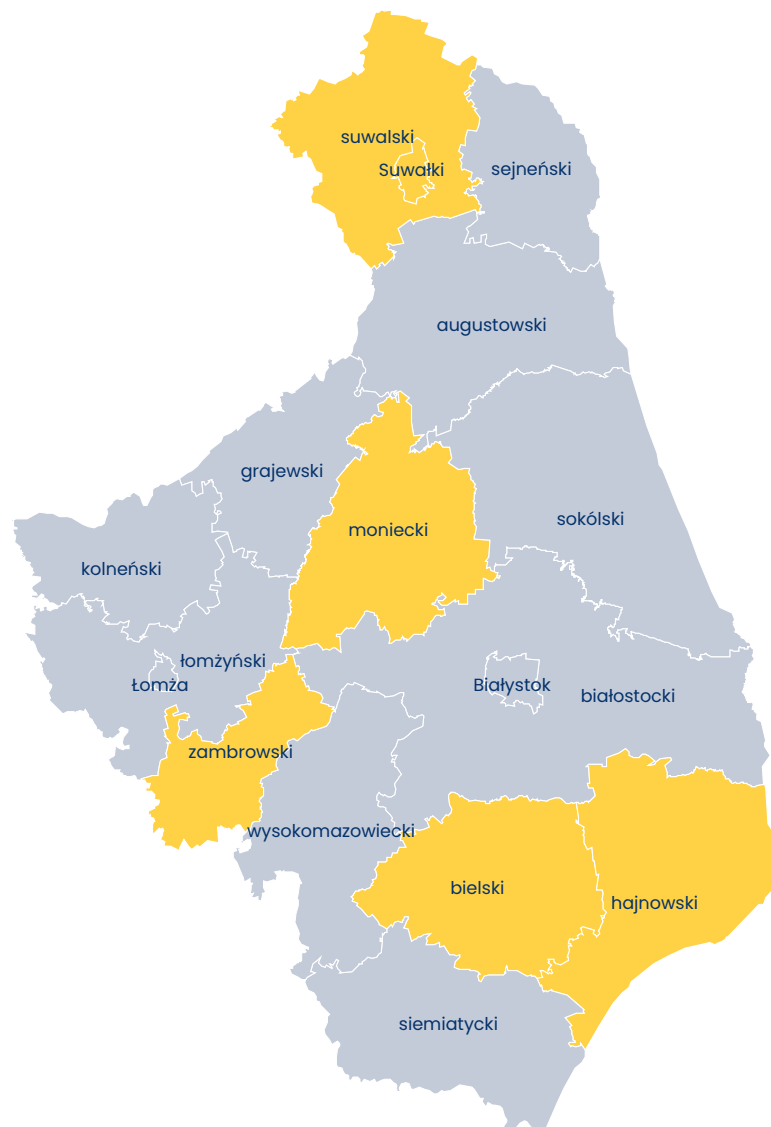 suwalski
Suwałki
sejneński
augustowski
grajewski
sokólski
moniecki
kolneński
łomżyński
Łomża
Białystok
białostocki
zambrowski
wysokomazowiecki
bielski
hajnowski
siemiatycki